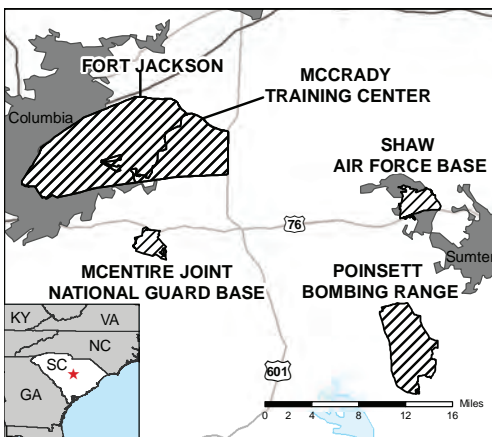 FORT JACKSON
MCCRADY
TRAINING CENTER
Columbia
SHAW
AIR FORCE BASE
76
Sumter
MCENTIRE JOINT
NATIONAL GUARD BASE
POINSETT
BOMBING RANGE
KY
VA
NC
SC
GA
601
Miles
0 2 4 8 12 16